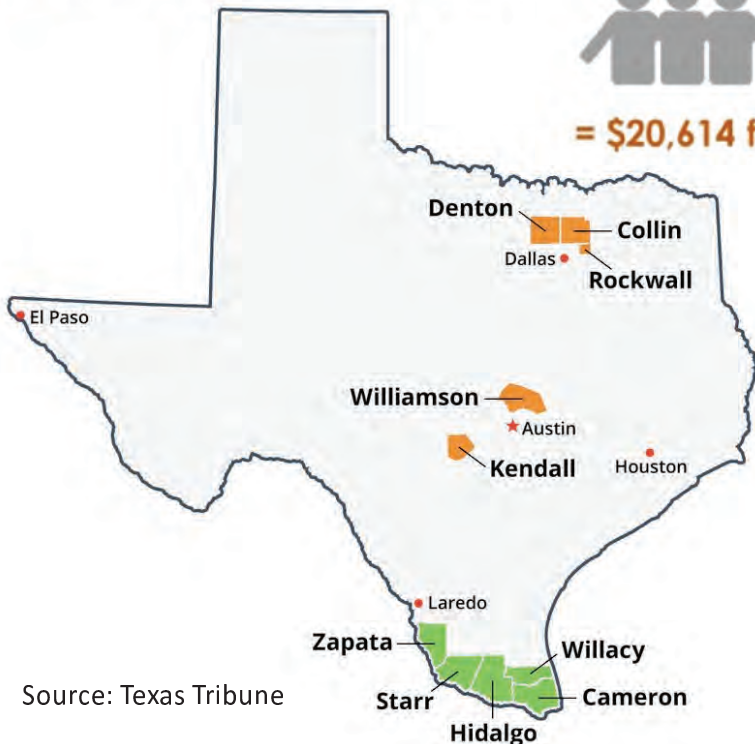 = $20,614 f
Denton
Collin
Dallas
Rockwall
El Paso
Williamson
Austin
Kendall
Houston
Laredo
Zapata
Willacy
Source: Texas Tribune
Starr
Cameron
Hidalgo